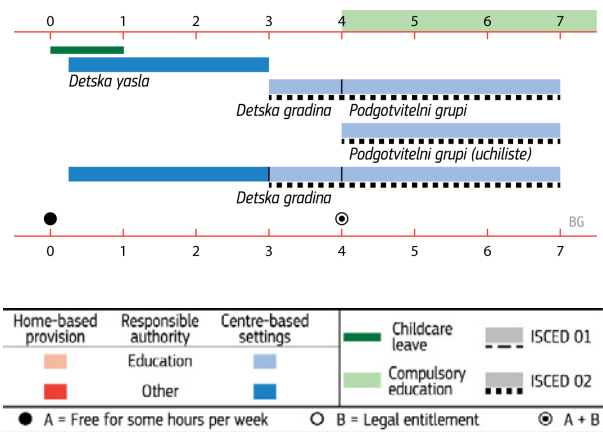 0 1 2 3 4 5 6 7
Detska yasla
Detska gradina Podgotvitelni grupi
Podgotvitelni grupi (uchiliste)
Detska gradina
BG
0 1 2 3 4 5 6 7
Home-based provision Responsible authority Centre-based settings
Education
Other
Childcare leave ISCED 01
Compulsory education ISCED 02
A = Free for some hours per week B = Legal entitlement A + B